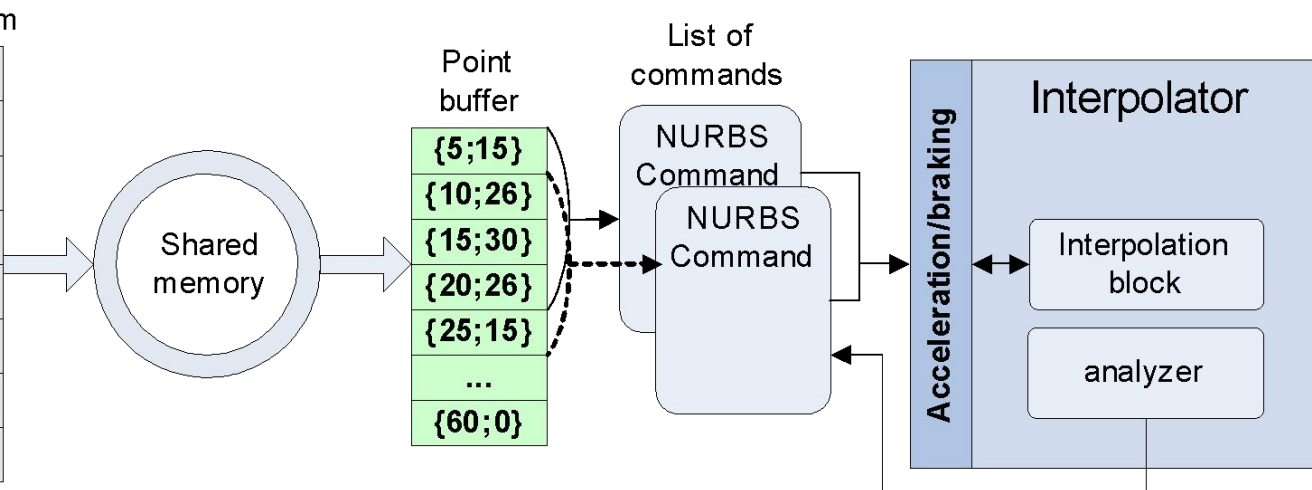 m
Shared
memory
Point
buffer
{5;15}
{10;26}
{15;30}
{20;26}
{25;15}
...
{60;0}
List of
commands
NURBS
Command
NURBS
Command
Acceleration/braking
Interpolator
Interpolation
block
analyzer